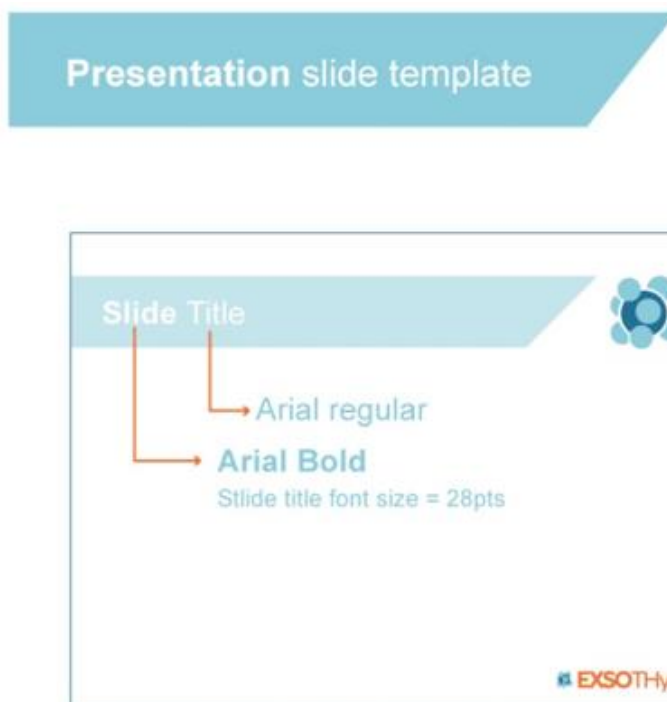 Presentation slide template
Slide Title
Arial regular
Arial Bold
Stlide title font size = 28pts
EXSOTHy